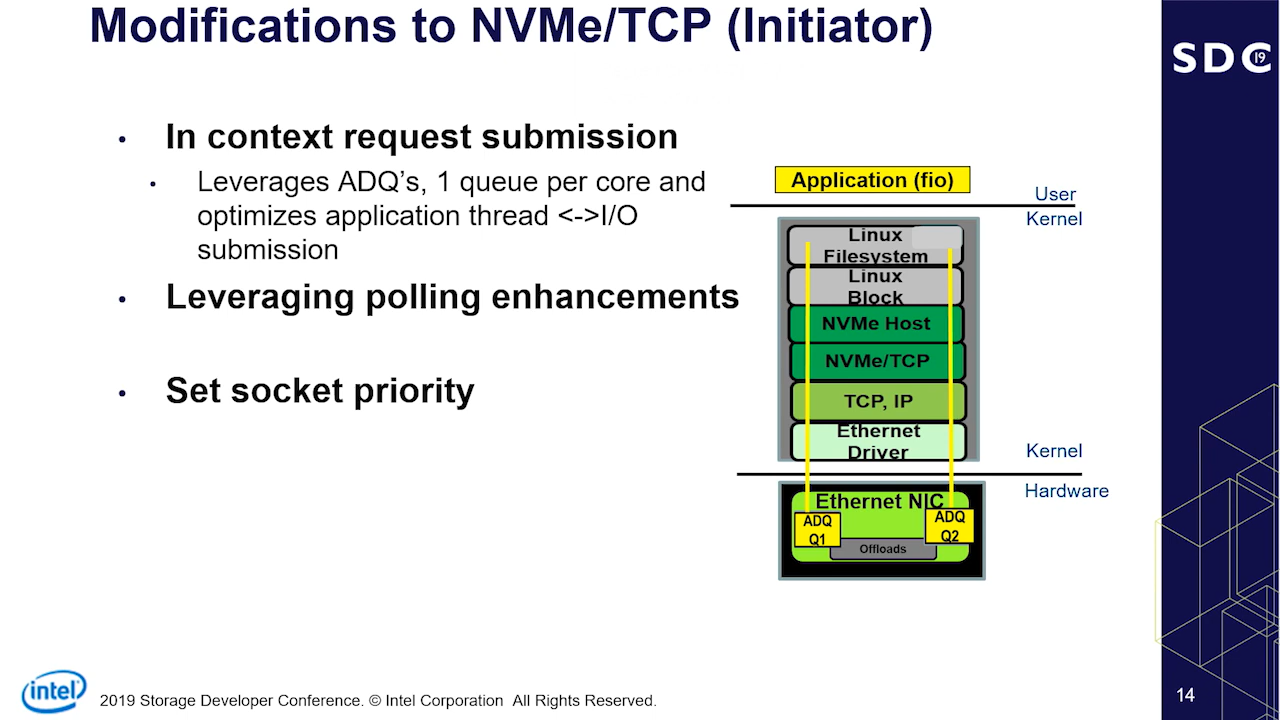 Modifications to NVMe/TCP (Initiator)
SDC 19
• In context request submission
• Leverages ADQ’s, 1 queue per core and
optimizes application thread <->I/O
submission
• Leveraging polling enhancements
• Set socket priority
Application (fio)
User
Kernel
Linux
Filesystem
Linux
Block
NVMe Host
NVMe/TCP
TCP, IP
Ethernet
Driver
Kernel
Hardware
Ethernet NIC
ADQ
Q1
ADQ
Q2
Offloads
intel
2019 Storage Developer Conference. © Intel Corporation All Rights Reserved.
14